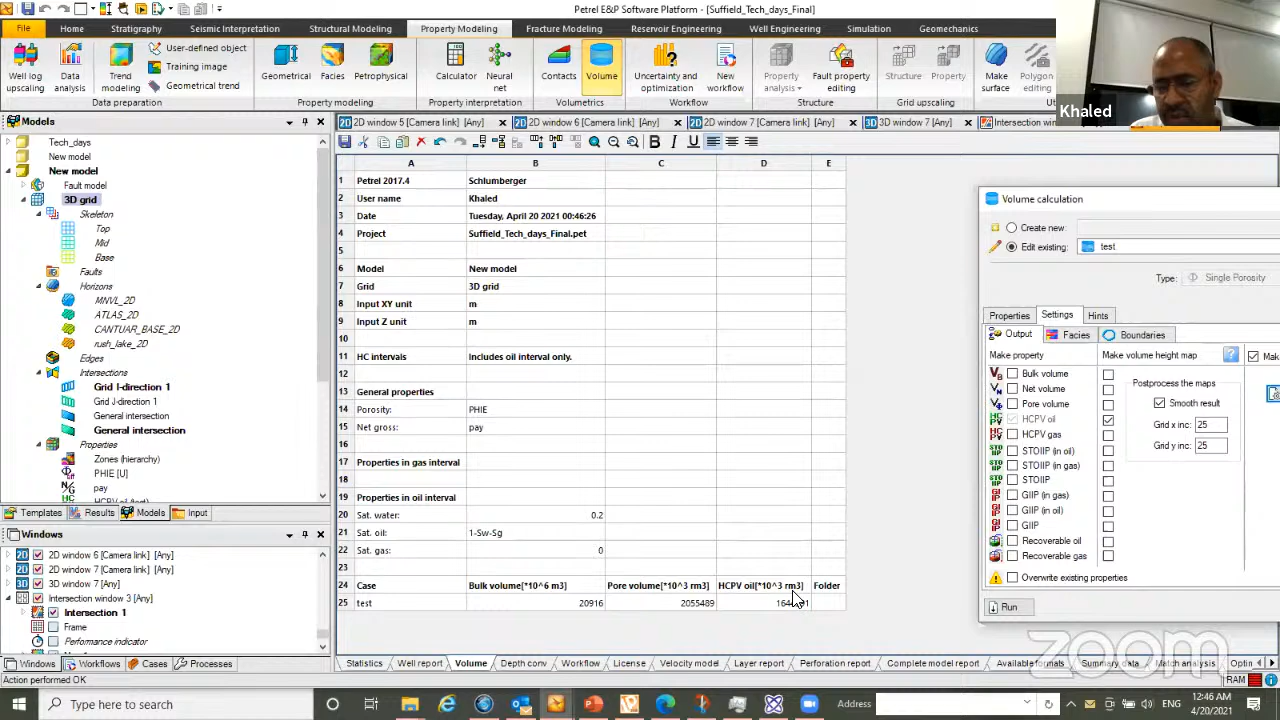 Petrel E&P Software Platform - [Suffield_Tech_days_Final]
File
Home
Stratigraphy
Seismic Interpretation
Structural Modeling
Property Modeling
Fracture Modeling
Reservoir Engineering
Well Engineering
Simulation
Geomechanics
Well log upscaling
Data analysis
Trend modeling
User-defined object
Training image
Geometrical trend
Geometrical
Facies
Petrophysical
Calculator
Neural net
Contacts
Volume
Uncertainty and optimization
New workflow
Property analysis
Fault property editing
Structure
Property
Make surface
Polygon editing
Data preparation
Property modeling
Property interpretation
Volumetrics
Workflow
Structure
Grid upscaling
Khaled
Models
2D window 5 [Camera link] [Any]
2D window 6 [Camera link] [Any]
2D window 7 [Camera link] [Any]
3D window 7 [Any]
Intersection window
Tech_days
New model
New model
Fault model
3D grid
Skeleton
Top
Mid
Base
Faults
Horizons
MNVL_2D
ATLAS_2D
CANTUAR_BASE_2D
rush_lake_2D
Edges
Intersections
Grid I-direction 1
Grid J-direction 1
General intersection
General intersection
Properties
Zones (hierarchy)
PHIE [U]
pay
HCPV oil (test)
Templates
Results
Models
Input
Windows
2D window 6 [Camera link] [Any]
2D window 7 [Camera link] [Any]
3D window 7 [Any]
Intersection window 3 [Any]
Intersection 1
Frame
Performance indicator
Windows
Workflows
Cases
Processes
B I U
A B C D E
1 Petrel 2017.4 Schlumberger
2 User name Khaled
3 Date Tuesday, April 20 2021 00:46:26
4 Project Suffield_Tech_days_Final.pet
5
6 Model New model
7 Grid 3D grid
8 Input XY unit m
9 Input Z unit m
10
11 HC intervals Includes oil interval only.
12
13 General properties
14 Porosity: PHIE
15 Net gross: pay
16
17 Properties in gas interval
18
19 Properties in oil interval
20 Sat. water: 0.2
21 Sat. oil: 1-Sw-Sg
22 Sat. gas: 0
23
24 Case Bulk volume[*10^6 m3] Pore volume[*10^3 rm3] HCPV oil[*10^3 rm3] Folder
25 test 20916 2055489
Volume calculation
Create new:
Edit existing: test
Type: Single Porosity
Properties
Settings
Hints
Output
Facies
Boundaries
Make property
Make volume height map
Bulk volume
Net volume
Pore volume
HCPV oil
HCPV gas
STOIIP (in oil)
STOIIP (in gas)
STOIIP
GIIP (in gas)
GIIP (in oil)
GIIP
Recoverable oil
Recoverable gas
Postprocess the maps
Smooth result
Grid x inc: 25
Grid y inc: 25
Make
Overwrite existing properties
Run
zoom
Statistics
Well report
Volume
Depth conv
Workflow
License
Velocity model
Layer report
Perforation report
Complete model report
Available formats
Summary data
Match analysis
Action performed OK
RAM
Type here to search
Address
ENG
12:46 AM
4/20/2021